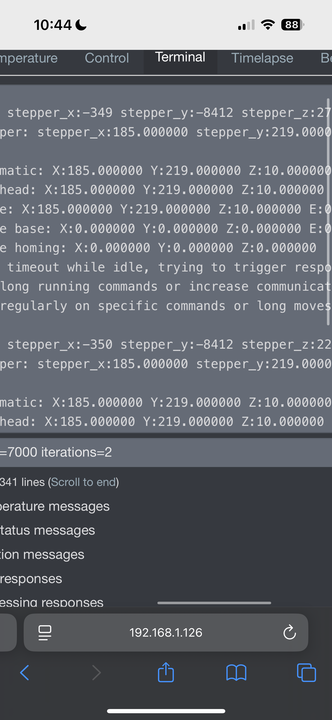 10:44
88
mperature Control Terminal Timelapse Be
stepper_x:-349 stepper_y:-8412 stepper_z:27
per: stepper_x:185.000000 stepper_y:219.0000
matic: X:185.000000 Y:219.000000 Z:10.000000
head: X:185.000000 Y:219.000000 Z:10.000000
e: X:185.000000 Y:219.000000 Z:10.000000 E:0
e base: X:0.000000 Y:0.000000 Z:0.000000 E:0
e homing: X:0.000000 Y:0.000000 Z:0.000000
timeout while idle, trying to trigger respo
long running commands or increase communicat
regularly on specific commands or long moves
stepper_x:-350 stepper_y:-8412 stepper_z:22
per: stepper_x:185.000000 stepper_y:219.0000
matic: X:185.000000 Y:219.000000 Z:10.000000
head: X:185.000000 Y:219.000000 Z:10.000000
=7000 iterations=2
341 lines (Scroll to end)
perature messages
tatus messages
tion messages
responses
essing responses
192.168.1.126